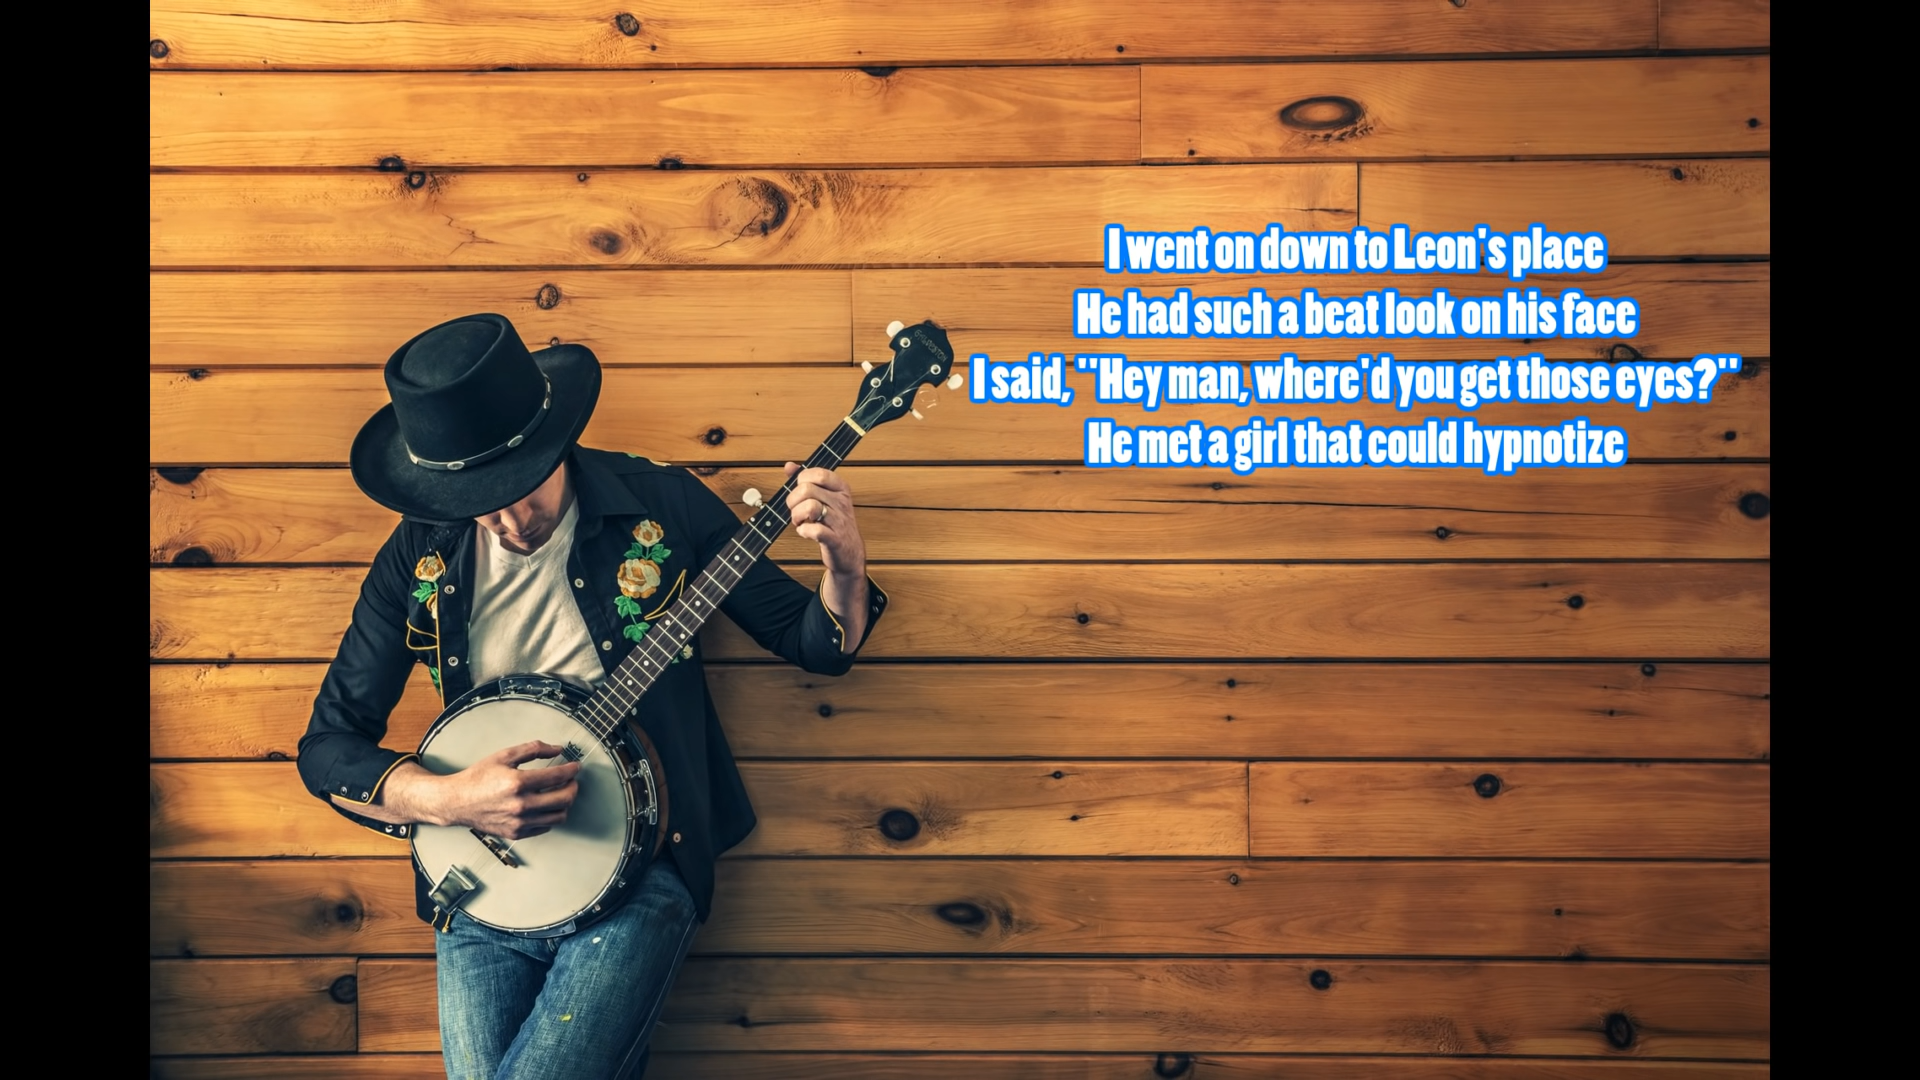 I went on down to Leon's place
He had such a beat look on his face
I said, "Hey man, where'd you get those eyes?"
He met a girl that could hypnotize